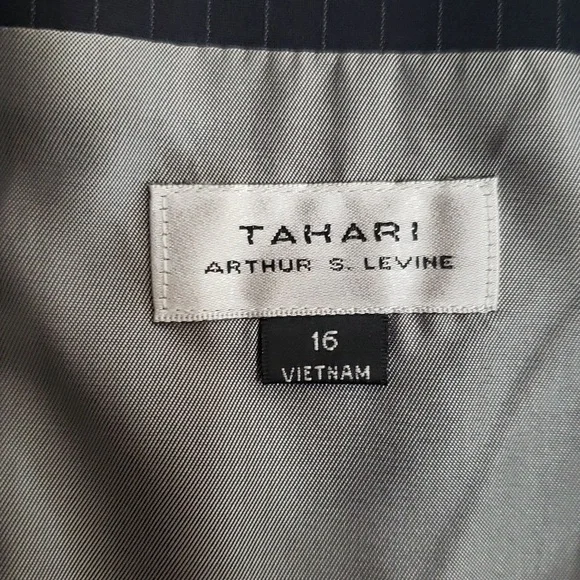 TAHARI
ARTHUR S. LEVINE
16
VIETNAM